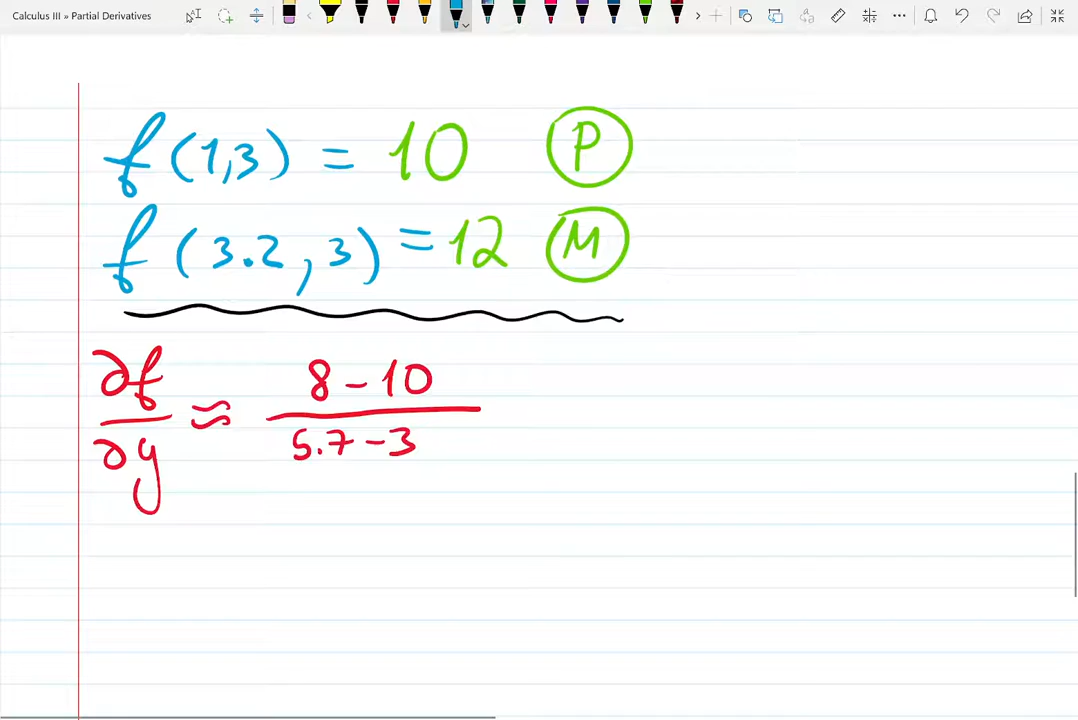 Calculus III » Partial Derivatives
f(1,3) = 10 P
f(3.2,3) = 12 M
∂f/∂y ≈ (8-10)/(5.7-3)